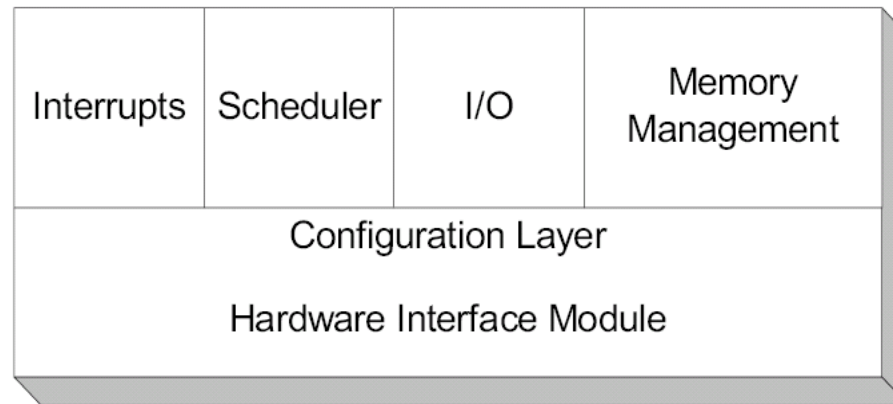 Interrupts
Scheduler
I/O
Memory
Management
Configuration Layer
Hardware Interface Module